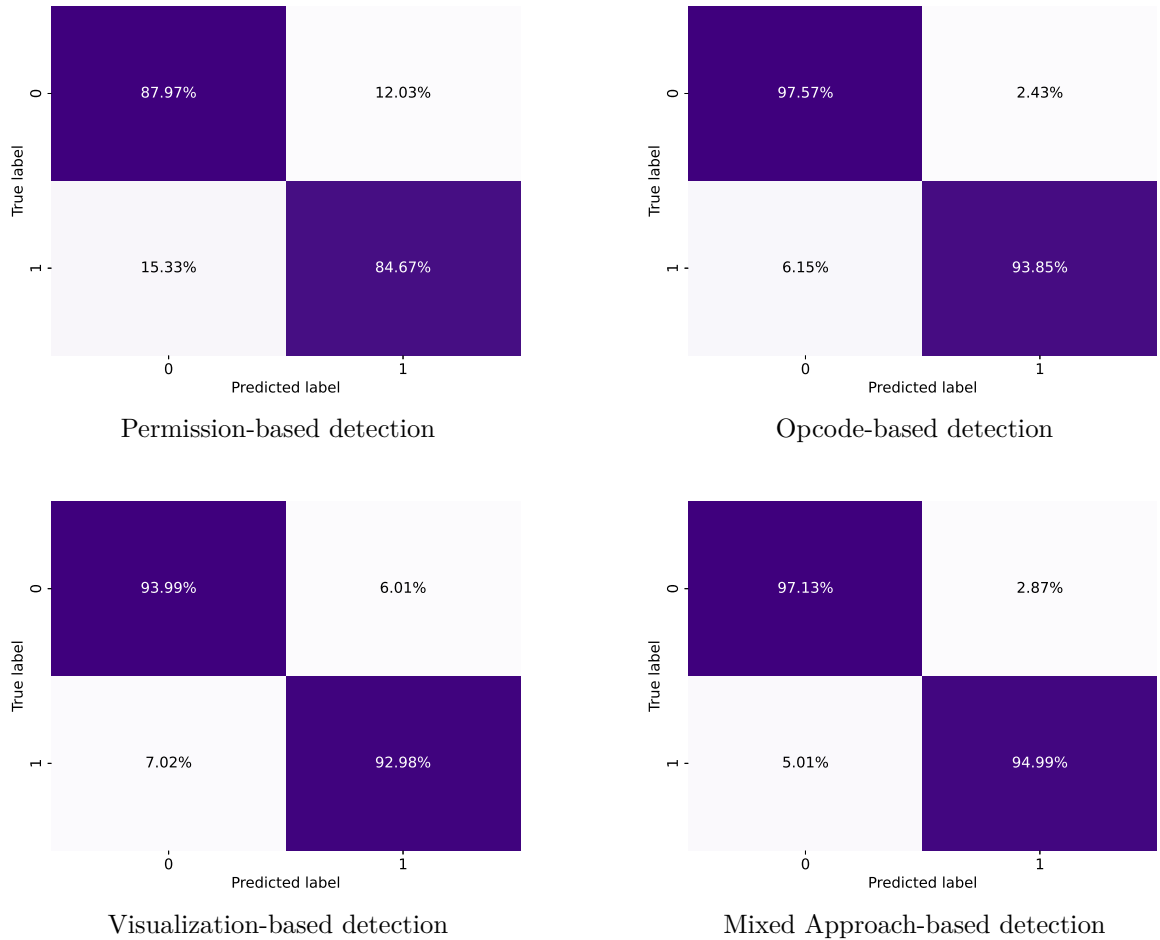 87.97%
12.03%
0
True label
15.33%
84.67%
1
0
1
Predicted label
Permission-based detection
97.57%
2.43%
0
True label
6.15%
93.85%
1
0
1
Predicted label
Opcode-based detection
93.99%
6.01%
0
True label
7.02%
92.98%
1
0
1
Predicted label
Visualization-based detection
97.13%
2.87%
0
True label
5.01%
94.99%
1
0
1
Predicted label
Mixed Approach-based detection